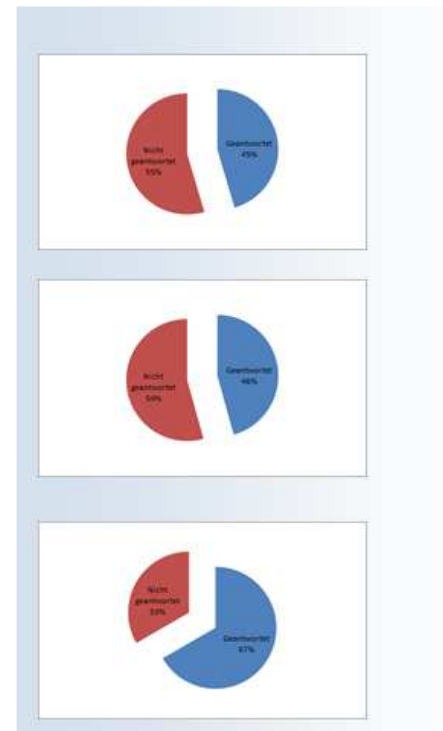 Geantwortet
45%
Nicht
geantwortet
55%
Geantwortet
46%
Nicht
geantwortet
54%
Nicht
geantwortet
33%
Geantwortet
67%